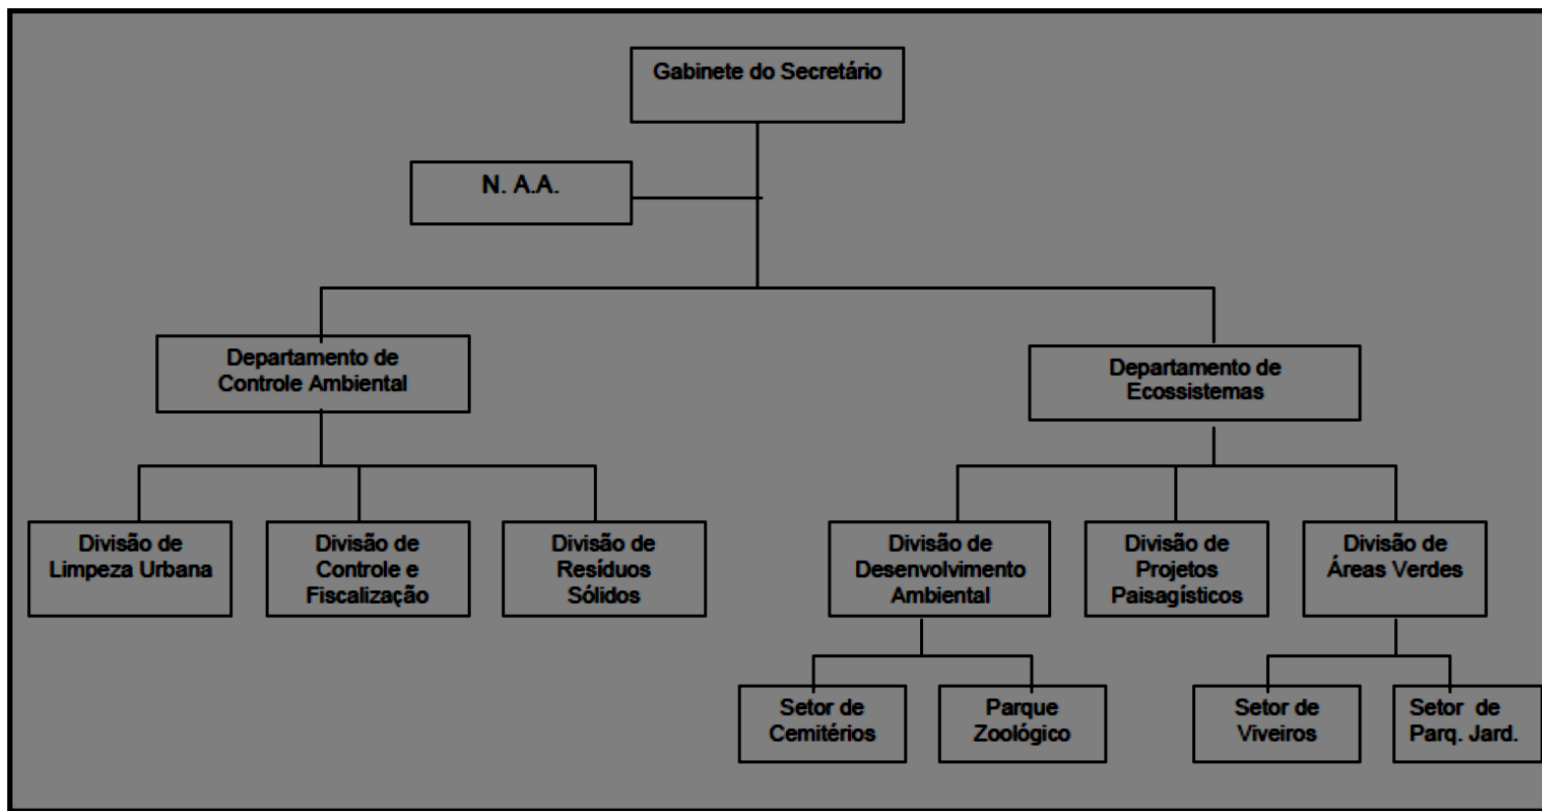 Gabinete do Secretário
N. A.A.
Departamento de
Controle Ambiental
Departamento de
Ecossistemas
Divisão de
Limpeza Urbana
Divisão de
Controle e
Fiscalização
Divisão de
Resíduos
Sólidos
Divisão de
Desenvolvimento
Ambiental
Divisão de
Projetos
Paisagísticos
Divisão de
Áreas Verdes
Setor de
Cemitérios
Parque
Zoológico
Setor de
Viveiros
Setor de
Parq. Jard.